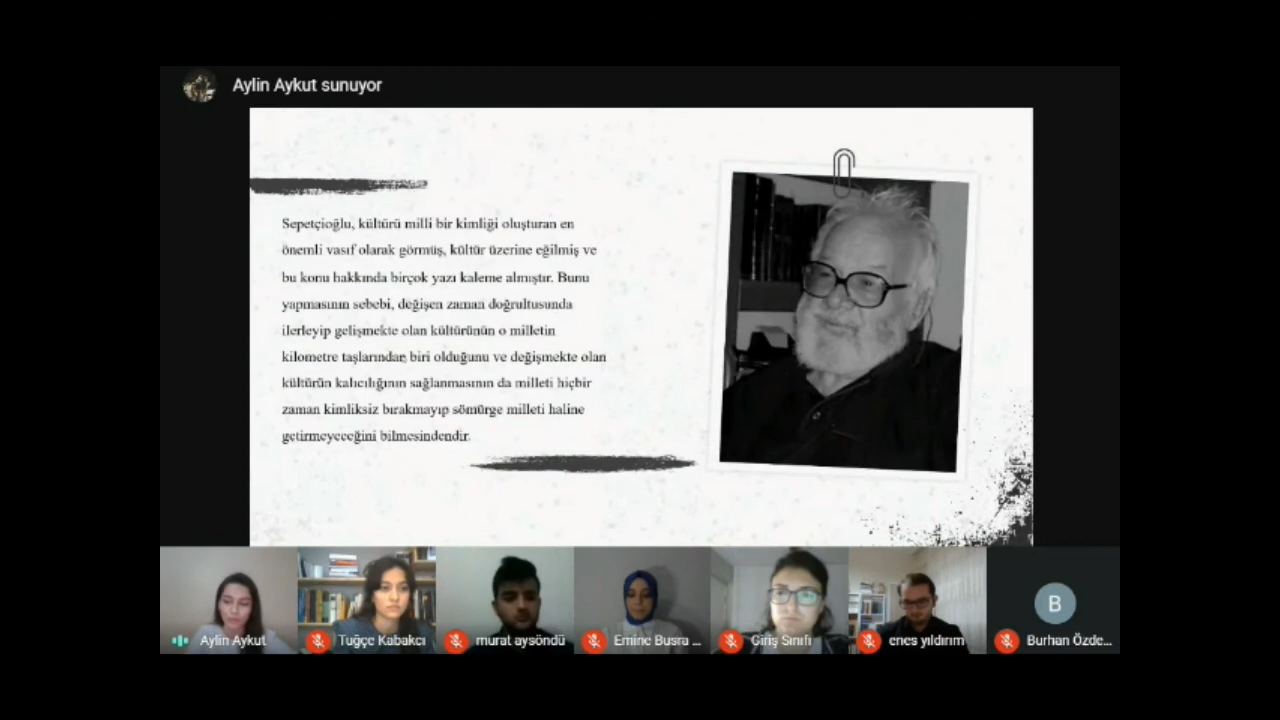 Aylin Aykut sunuyor
Sepetçioğlu, kültürü milli bir kimliği oluşturan en
önemli vasıf olarak görmüş, kültür üzerine eğilmiş ve
bu konu hakkında birçok yazı kaleme almıştır. Bunu
yapmasının sebebi, değişen zaman doğrultusunda
ilerleyip gelişmekte olan kültürünün o milletin
kilometre taşlarından biri olduğunu ve değişmekte olan
kültürün kalıcılığının sağlanmasının da milleti hiçbir
zaman kimliksiz bırakmayıp sömürge milleti haline
getirmeyeceğini bilmesindendir.
B
Aylin Aykut
Tuğçe Kabakcı
murat aysöndü
Emine Busra ...
Giriş Sınıfı
enes yıldırım
Burhan Özde...